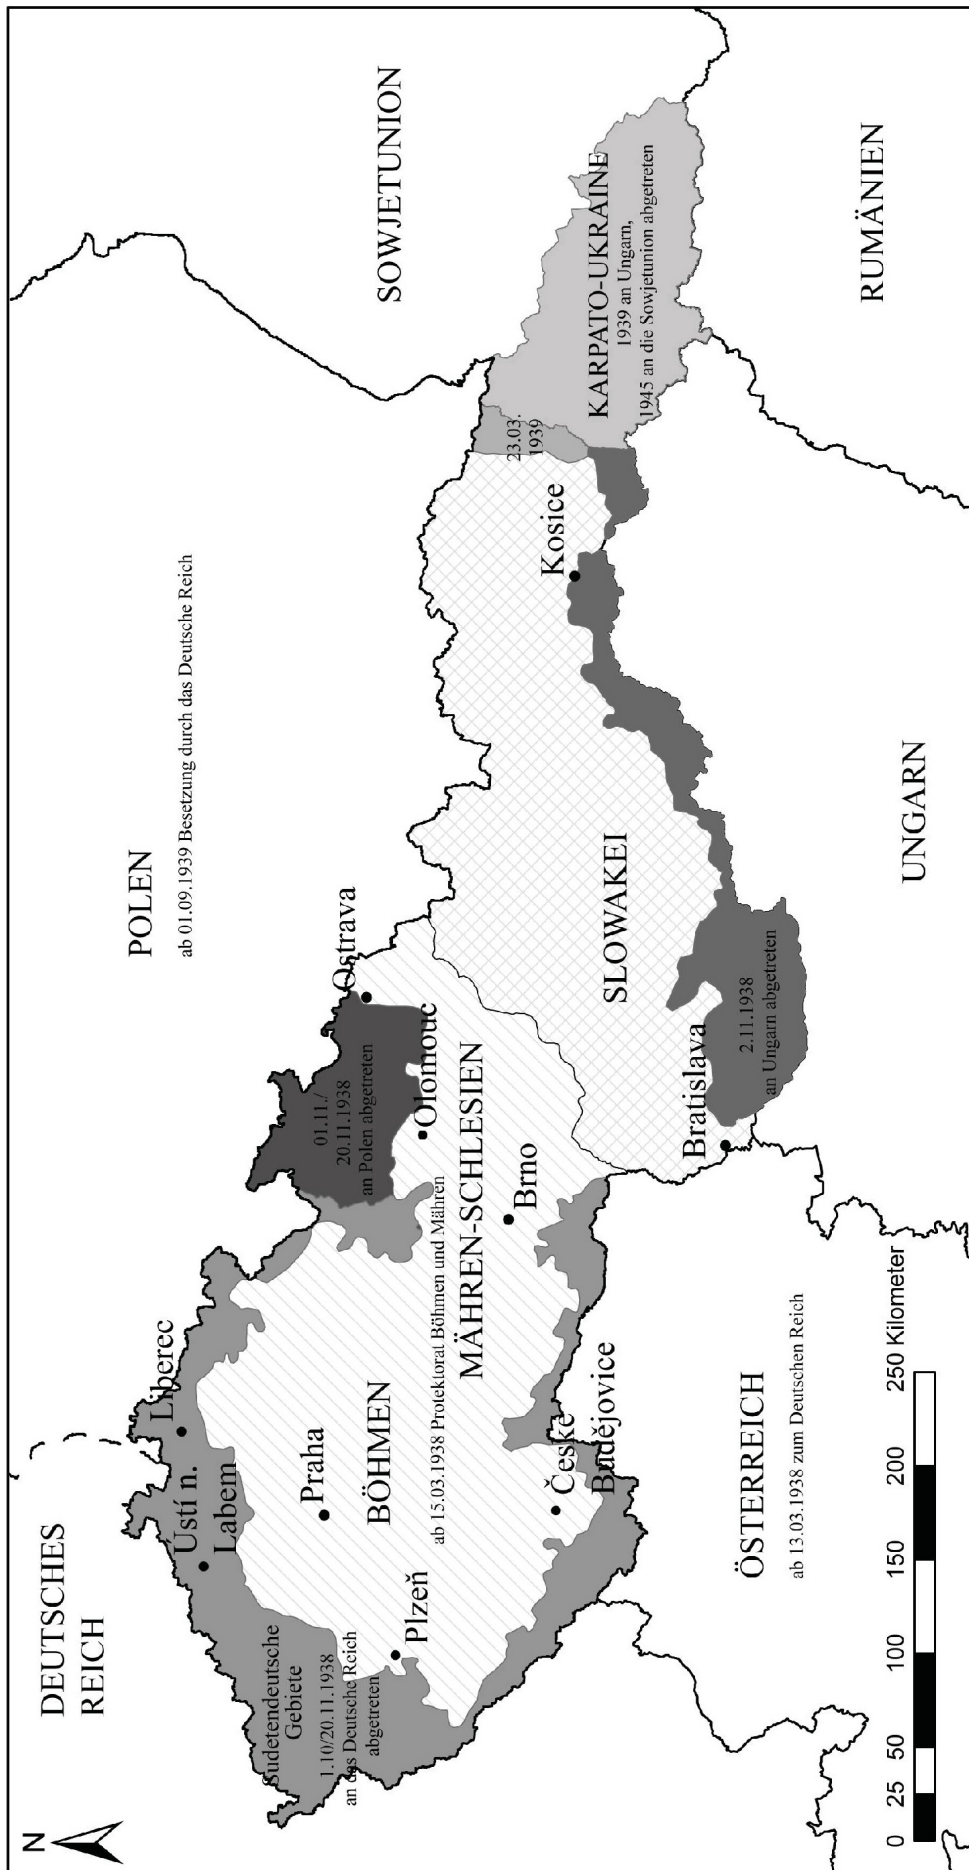 N
DEUTSCHES
REICH
POLEN
ab 01.09.1939 Besetzung durch das Deutsche Reich
SOWJETUNION
Sudetendeutsche
Gebiete
1.10/20.11.1938
an das Deutsche Reich
abgetreten
Ústí n.
Labem
Liberec
Praha
BÖHMEN
Plzeň
ab 15.03.1938 Protektorat Böhmen und Mähren
MÄHREN-SCHLESIEN
České
Budějovice
Brno
01.11./
20.11.1938
an Polen abgetreten
Olomouc
Ostrava
SLOWAKEI
Bratislava
2.11.1938
an Ungarn abgetreten
Kosice
23.03.
1939
KARPATO-UKRAINE
1939 an Ungarn,
1945 an die Sowjetunion abgetreten
ÖSTERREICH
ab 13.03.1938 zum Deutschen Reich
UNGARN
RUMÄNIEN
0 25 50 100 150 200 250 Kilometer